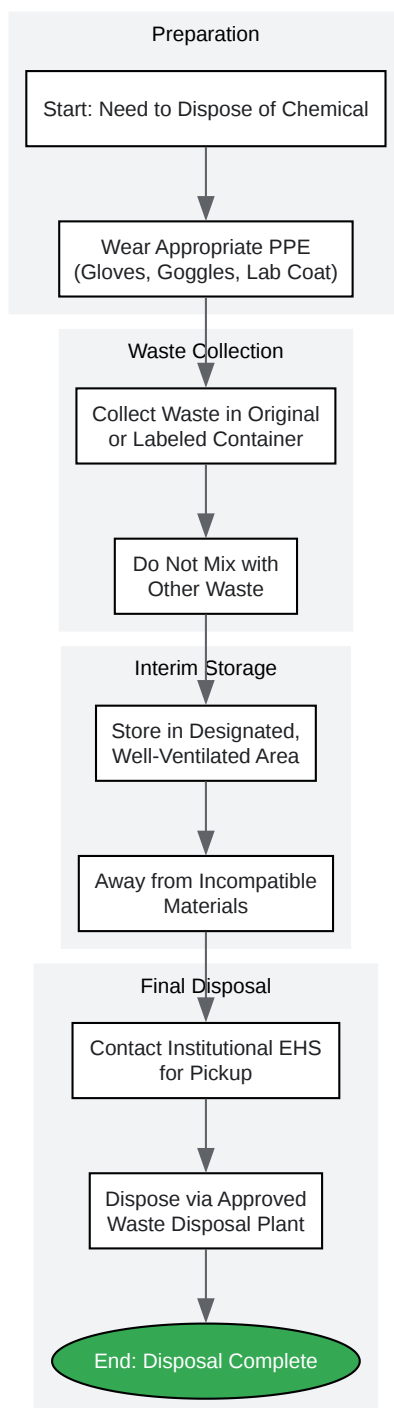 Preparation
Start: Need to Dispose of Chemical
Wear Appropriate PPE
(Gloves, Goggles, Lab Coat)
Waste Collection
Collect Waste in Original
or Labeled Container
Do Not Mix with
Other Waste
Interim Storage
Store in Designated,
Well-Ventilated Area
Away from Incompatible
Materials
Final Disposal
Contact Institutional EHS
for Pickup
Dispose via Approved
Waste Disposal Plant
End: Disposal Complete